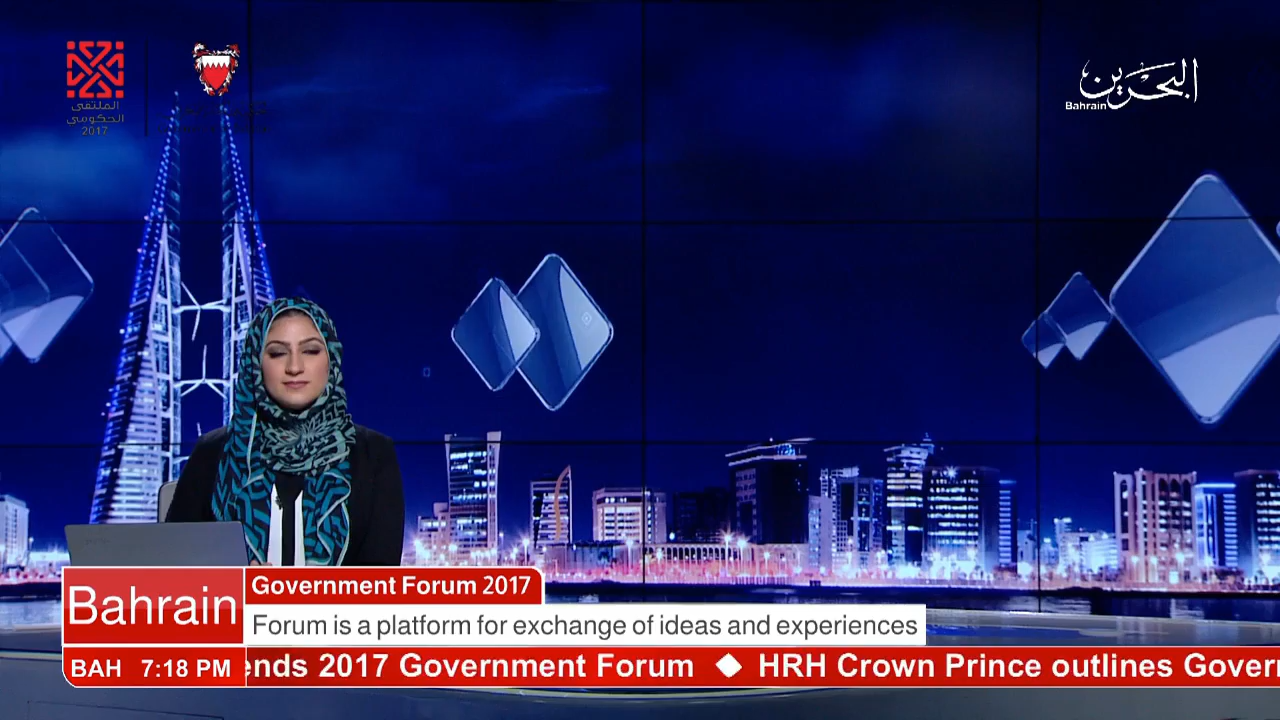 الملتقى
الحكومي
2017
البحرين
Bahrain
Bahrain
Government Forum 2017
Forum is a platform for exchange of ideas and experiences
BAH 7:18 PM
ends 2017 Government Forum ◆ HRH Crown Prince outlines Govern